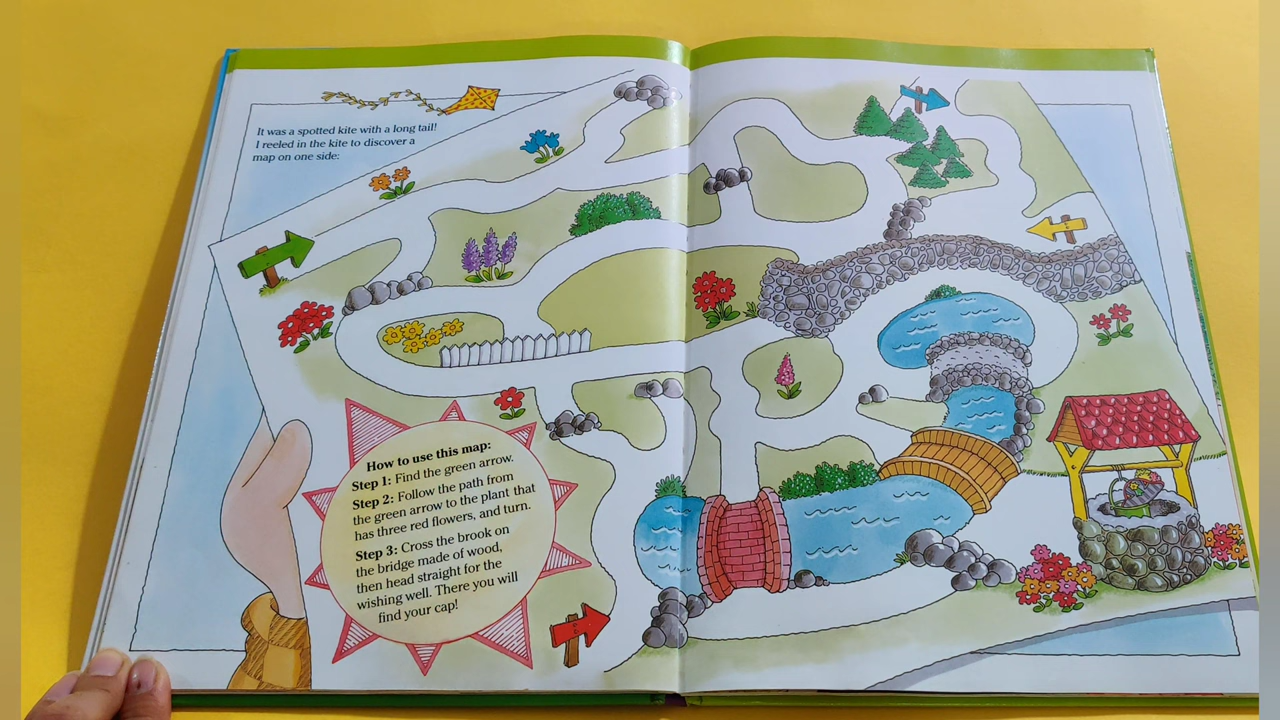 It was a spotted kite with a long tail!
I reeled in the kite to discover a
map on one side:
How to use this map:
Step 1: Find the green arrow.
Step 2: Follow the path from
the green arrow to the plant that
has three red flowers, and turn.
Step 3: Cross the brook on
the bridge made of wood,
then head straight for the
wishing well. There you will
find your cap!